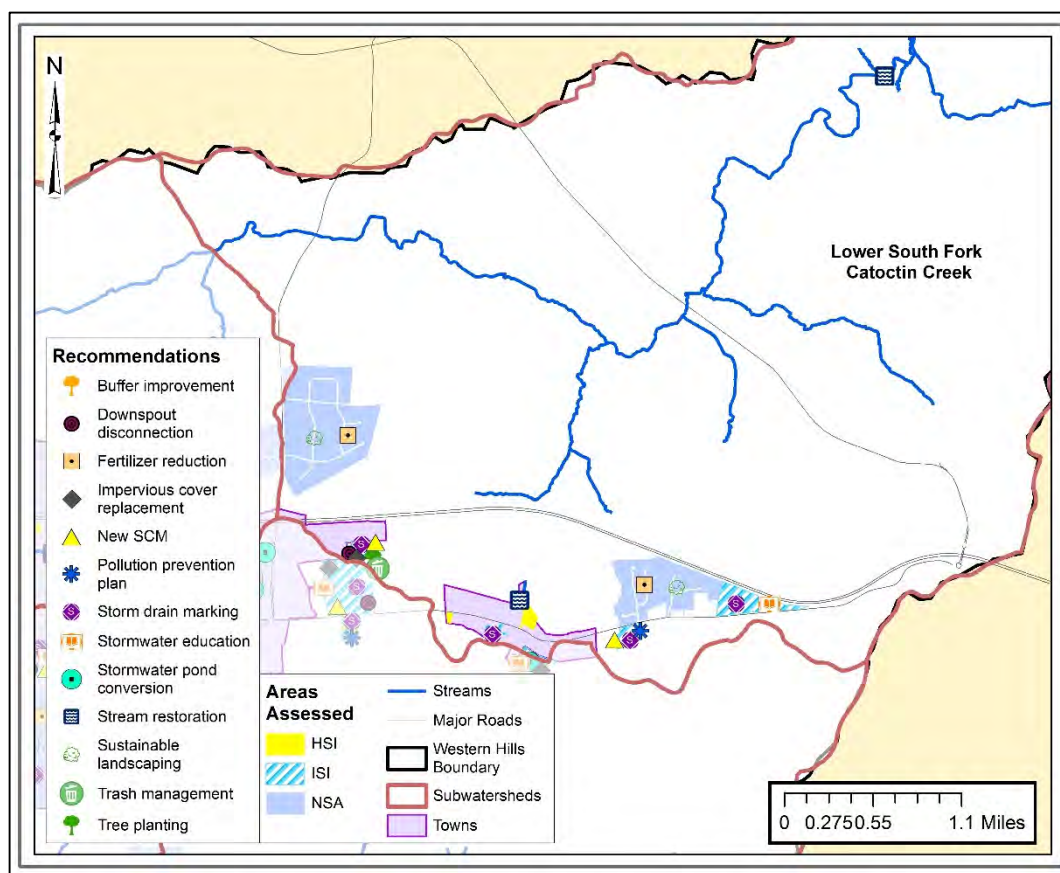 N
Lower South Fork
Catoctin Creek
Recommendations
Buffer improvement
Downspout
disconnection
Fertilizer reduction
Impervious cover
replacement
New SCM
Pollution prevention
plan
Storm drain marking
Stormwater education
Stormwater pond
conversion
Stream restoration
Sustainable
landscaping
Trash management
Tree planting
Areas
Assessed
HSI
ISI
NSA
Streams
Major Roads
Western Hills
Boundary
Subwatersheds
Towns
0 0.275 0.55 1.1 Miles